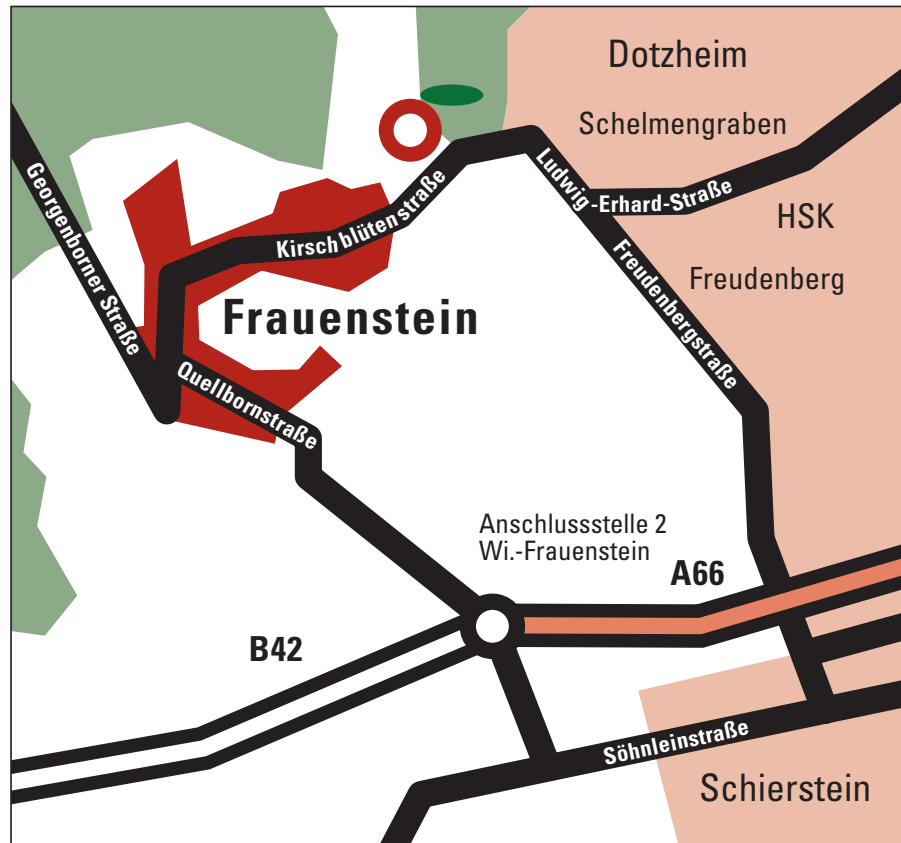 Dotzheim
Schelmengraben
Georgenborner Straße
Kirschblütenstraße
Ludwig-Erhard-Straße
HSK
Freudenberg
Freudenbergstraße
Frauenstein
Quellbornstraße
Anschlussstelle 2
Wi.-Frauenstein
A66
B42
Söhnleinstraße
Schierstein